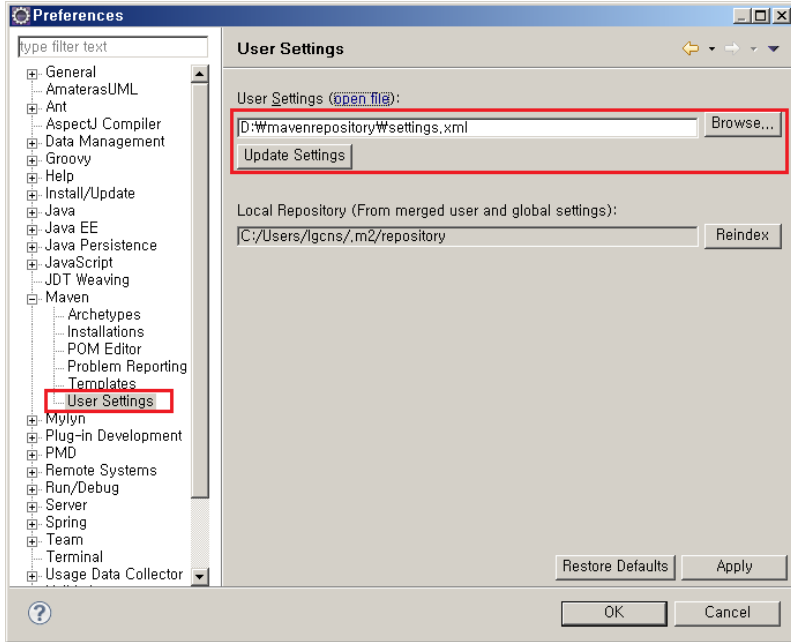 Preferences
type filter text
User Settings
General
AmaterasUML
Ant
AspectJ Compiler
Data Management
Groovy
Help
Install/Update
Java
Java EE
Java Persistence
JavaScript
JDT Weaving
Maven
Archetypes
Installations
POM Editor
Problem Reporting
Templates
User Settings
Mylyn
Plug-in Development
PMD
Remote Systems
Run/Debug
Server
Spring
Team
Terminal
Usage Data Collector
User Settings (open file):
D:₩mavenrepository₩settings.xml
Browse...
Update Settings
Local Repository (From merged user and global settings):
C:/Users/lgcns/.m2/repository
Reindex
Restore Defaults
Apply
OK
Cancel